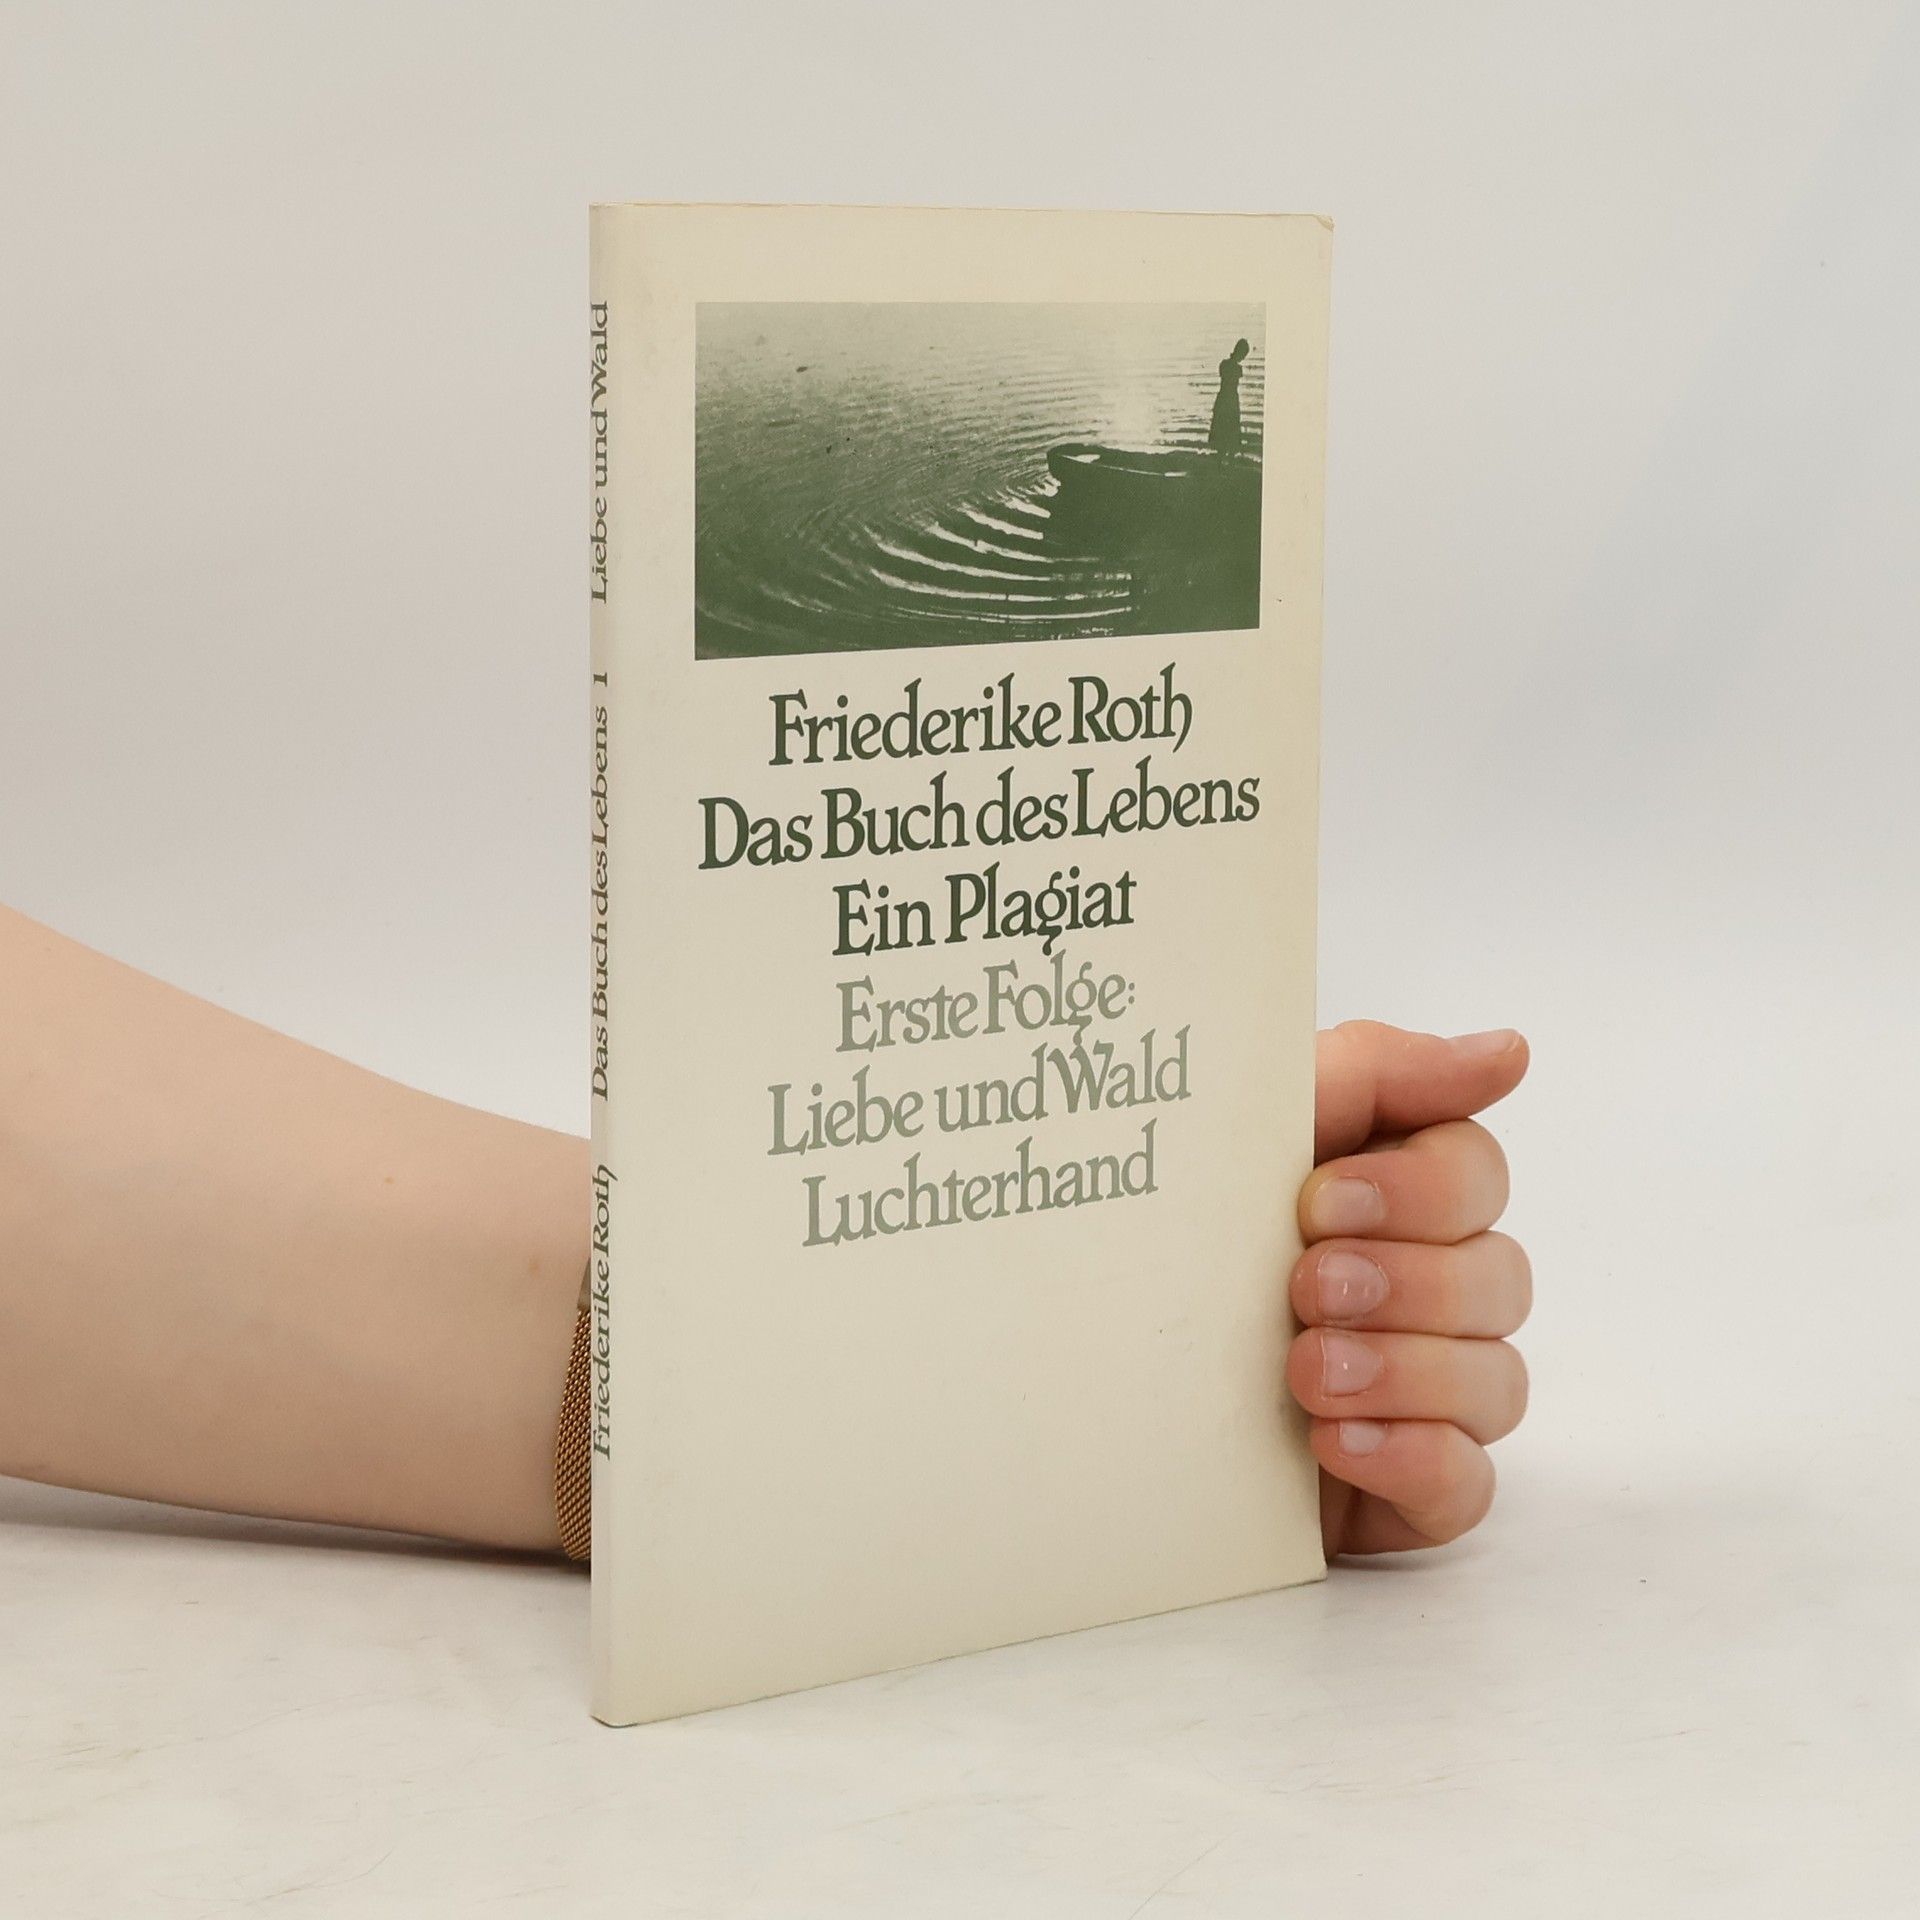 Friederike Roth
Das Buch des Lebens
Ein Plagiat
Erste Folge:
Liebe und Wald
Luchterhand
Friederike Roth Das Buch des Lebens 1 Liebe und Wald